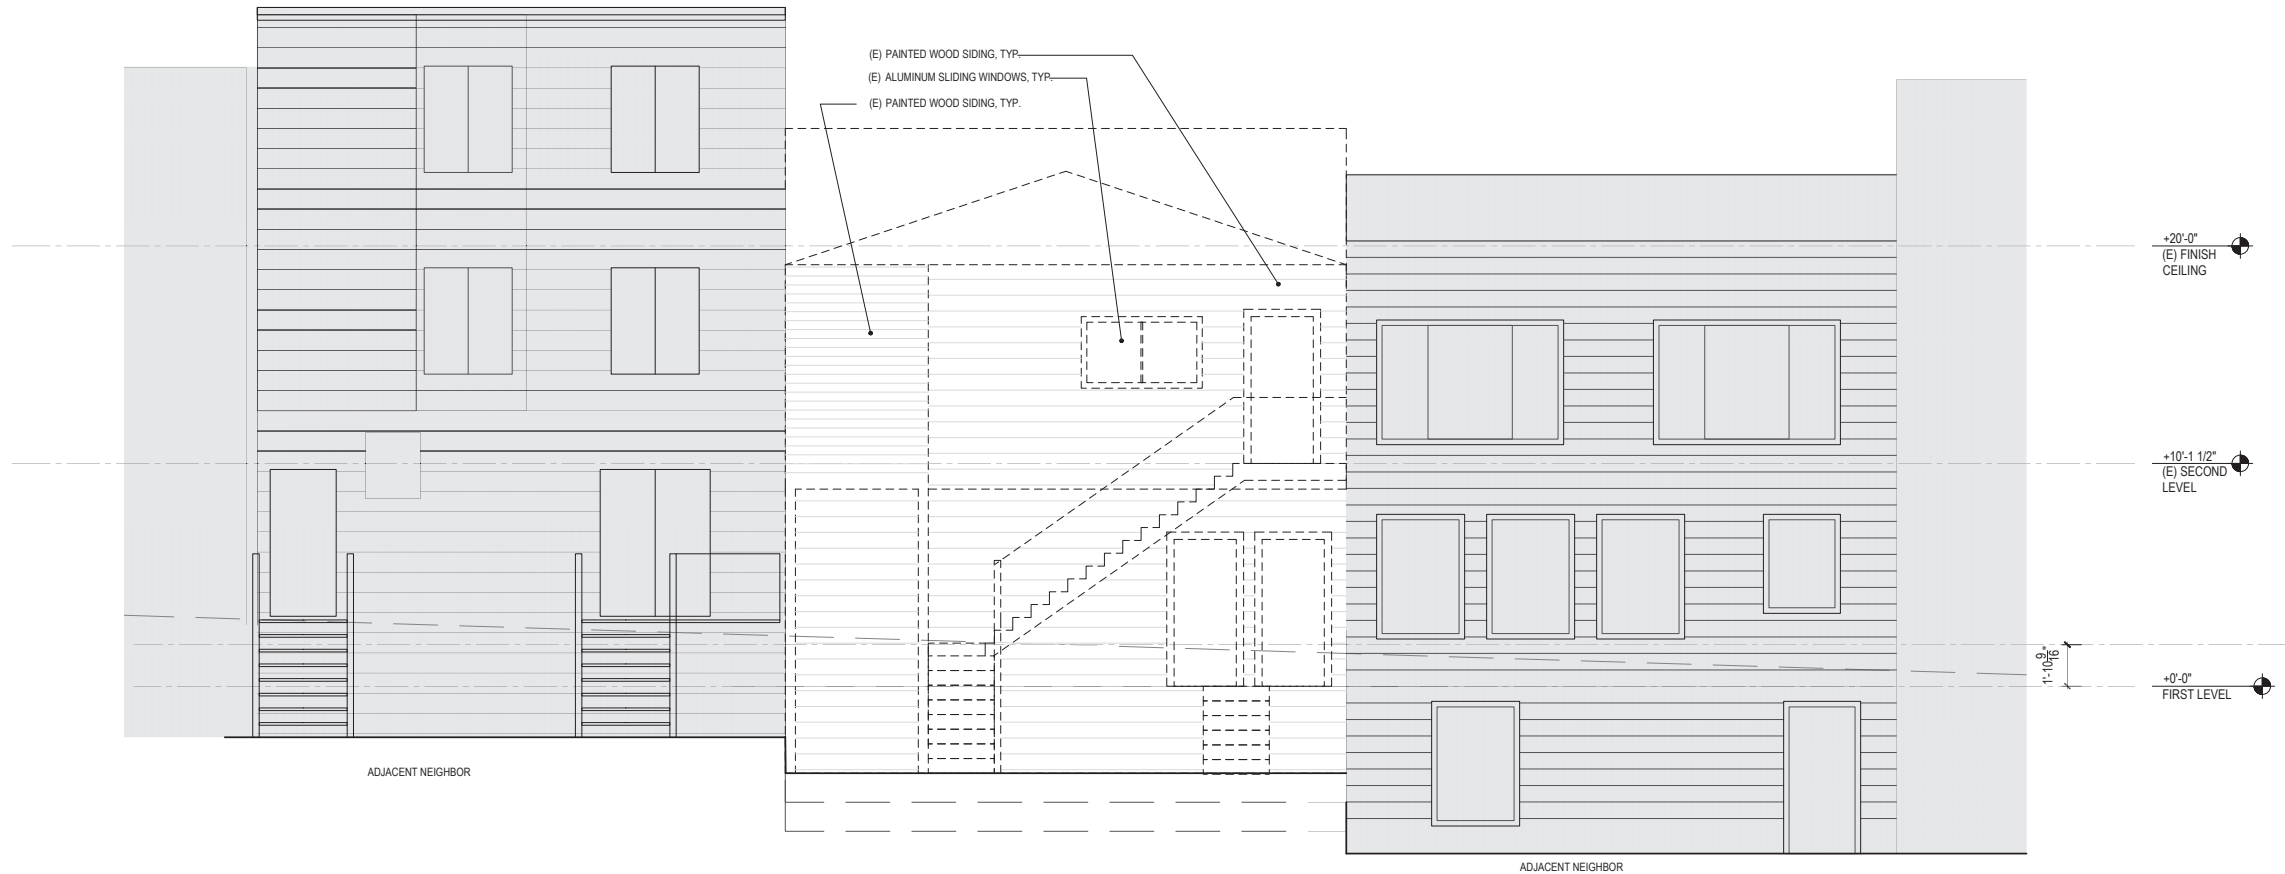 (E) PAINTED WOOD SIDING, TYP.
(E) ALUMINUM SLIDING WINDOWS, TYP.
(E) PAINTED WOOD SIDING, TYP.
+20'-0"
(E) FINISH
CEILING
+10'-1 1/2"
(E) SECOND
LEVEL
1'-10 9/16"
+0'-0"
FIRST LEVEL
ADJACENT NEIGHBOR
ADJACENT NEIGHBOR